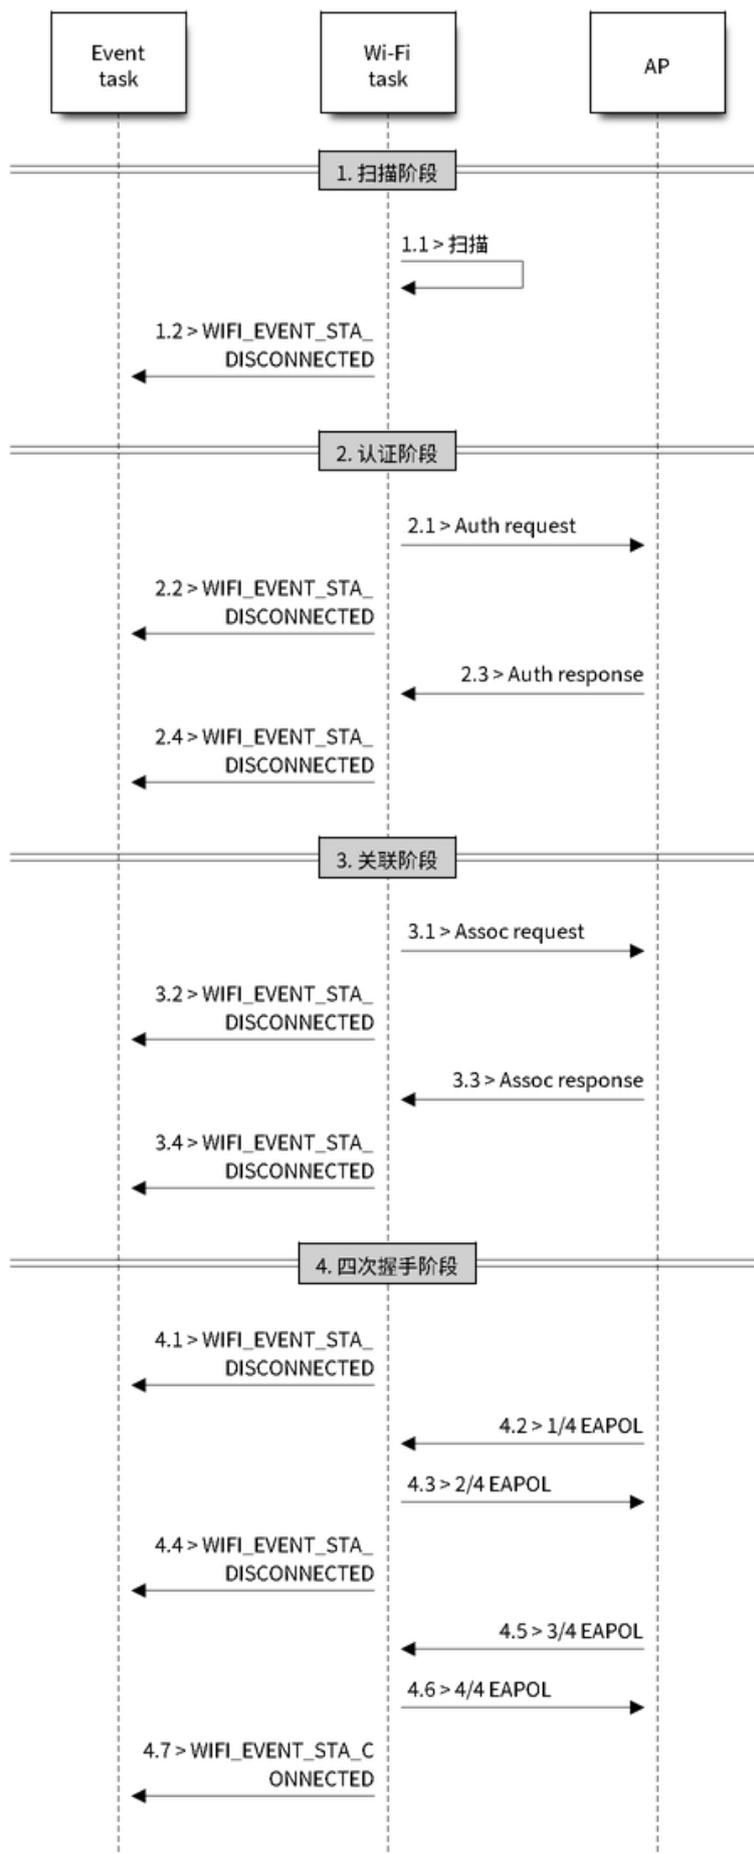 Event
task
Wi-Fi
task
AP
1. 扫描阶段
1.1 > 扫描
1.2 > WIFI_EVENT_STA_
DISCONNECTED
2. 认证阶段
2.1 > Auth request
2.2 > WIFI_EVENT_STA_
DISCONNECTED
2.3 > Auth response
2.4 > WIFI_EVENT_STA_
DISCONNECTED
3. 关联阶段
3.1 > Assoc request
3.2 > WIFI_EVENT_STA_
DISCONNECTED
3.3 > Assoc response
3.4 > WIFI_EVENT_STA_
DISCONNECTED
4. 四次握手阶段
4.1 > WIFI_EVENT_STA_
DISCONNECTED
4.2 > 1/4 EAPOL
4.3 > 2/4 EAPOL
4.4 > WIFI_EVENT_STA_
DISCONNECTED
4.5 > 3/4 EAPOL
4.6 > 4/4 EAPOL
4.7 > WIFI_EVENT_STA_C
ONNECTED